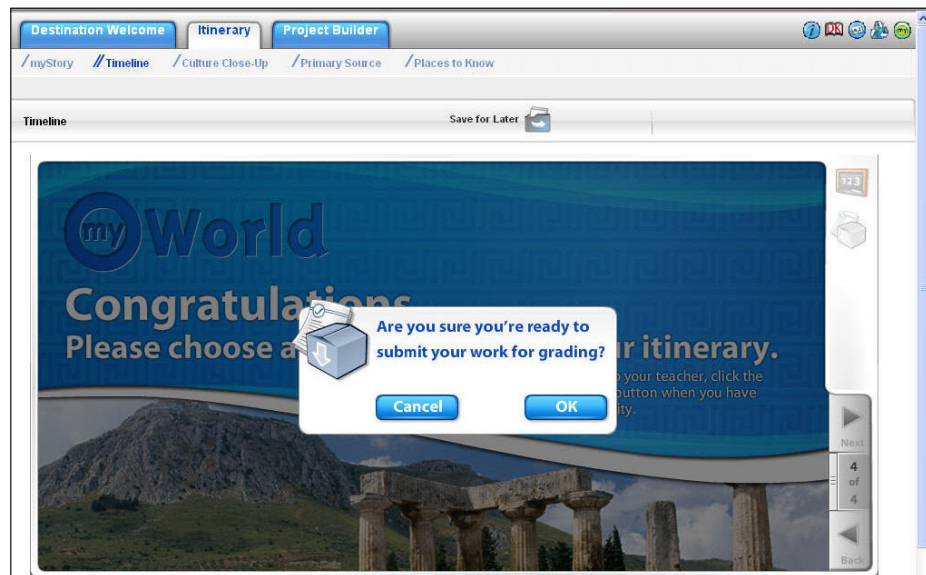 Destination Welcome Itinerary Project Builder
/myStory //Timeline /Culture Close-Up /Primary Source /Places to Know
Timeline Save for Later
123
myWorld
Congratulations
Please choose a
r itinerary.
Are you sure you're ready to
submit your work for grading?
your teacher, click the
button when you have
ity.
Cancel OK
Next
4
of
4
Back